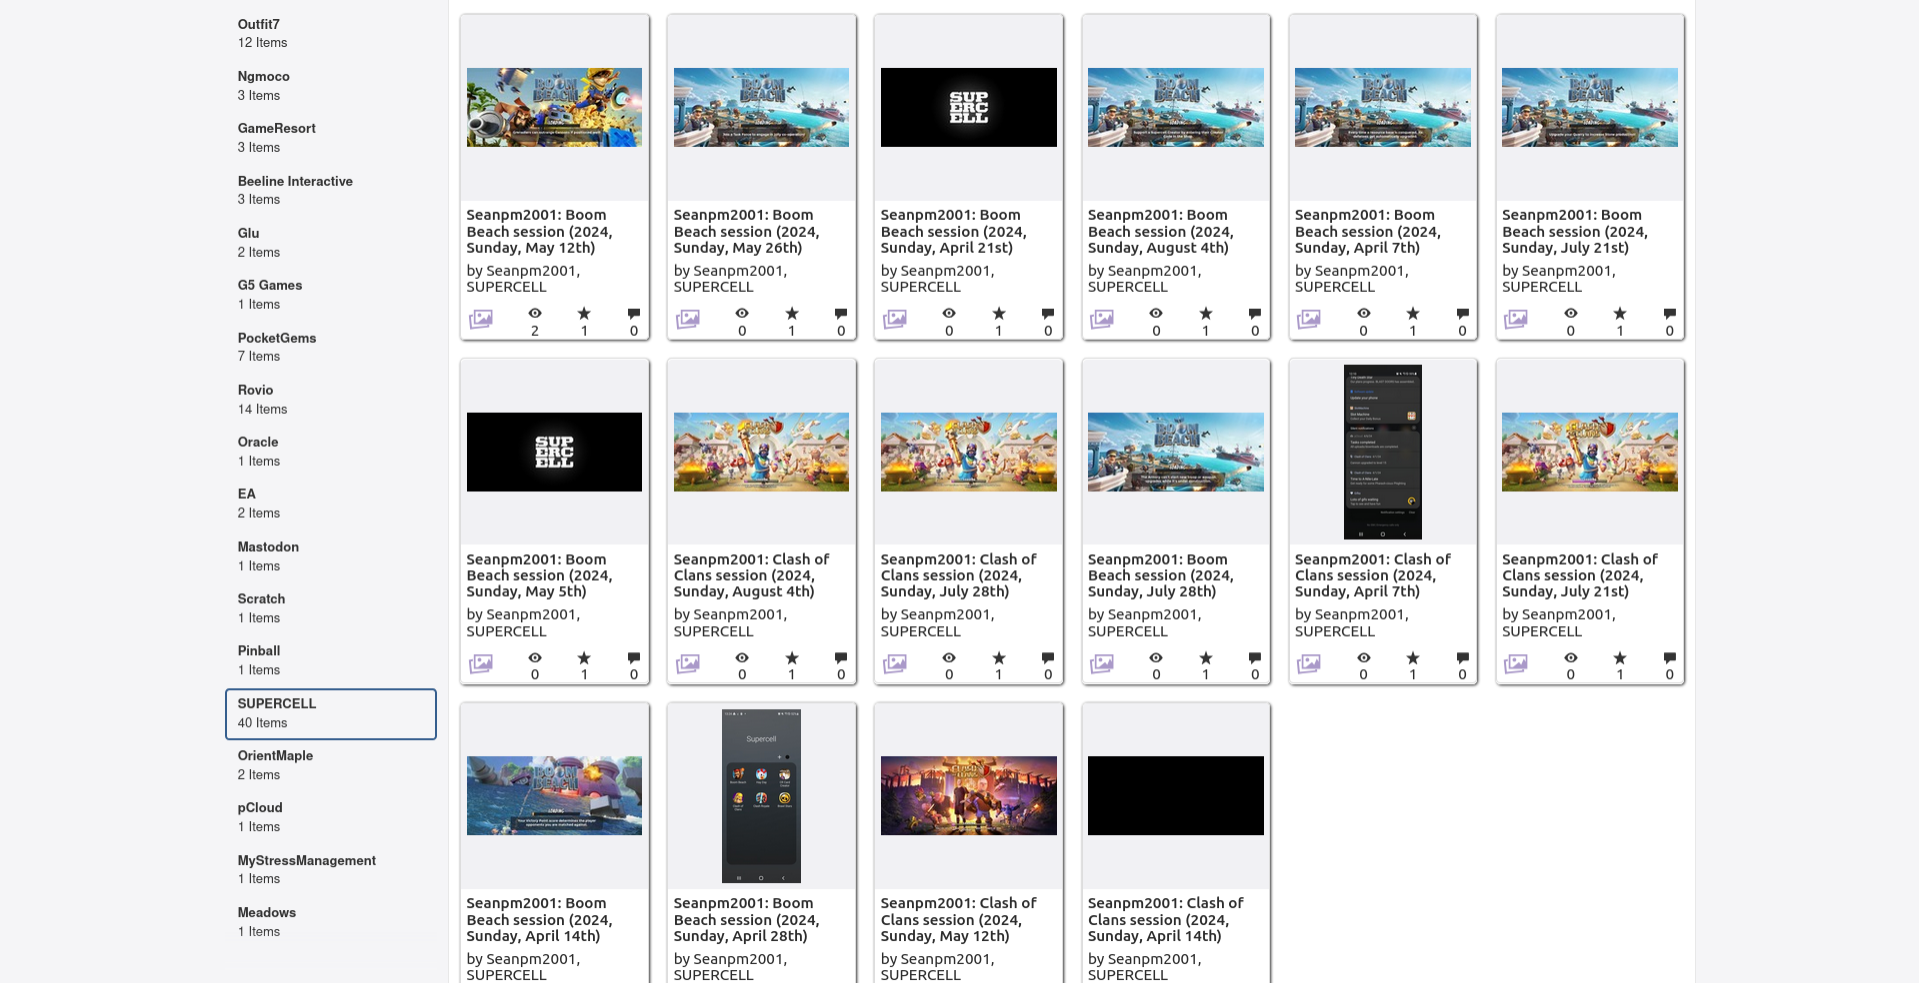 Outfit7
12 Items
Ngmoco
3 Items
GameResort
3 Items
Beeline Interactive
3 Items
Glu
2 Items
G5 Games
1 Items
PocketGems
7 Items
Rovio
14 Items
Oracle
1 Items
EA
2 Items
Mastodon
1 Items
Scratch
1 Items
Pinball
1 Items
SUPERCELL
40 Items
OrientMaple
2 Items
pCloud
1 Items
MyStressManagement
1 Items
Meadows
1 Items
BOOM
BEACH
Seanpm2001: Boom
Beach session (2024,
Sunday, May 12th)
by Seanpm2001,
SUPERCELL
2 1 0
BOOM
BEACH
Seanpm2001: Boom
Beach session (2024,
Sunday, May 26th)
by Seanpm2001,
SUPERCELL
0 1 0
SUP
ERC
ELL
Seanpm2001: Boom
Beach session (2024,
Sunday, April 21st)
by Seanpm2001,
SUPERCELL
0 1 0
BOOM
BEACH
Seanpm2001: Boom
Beach session (2024,
Sunday, August 4th)
by Seanpm2001,
SUPERCELL
0 1 0
BOOM
BEACH
Seanpm2001: Boom
Beach session (2024,
Sunday, April 7th)
by Seanpm2001,
SUPERCELL
0 1 0
BOOM
BEACH
Seanpm2001: Boom
Beach session (2024,
Sunday, July 21st)
by Seanpm2001,
SUPERCELL
0 1 0
SUP
ERC
ELL
Seanpm2001: Boom
Beach session (2024,
Sunday, May 5th)
by Seanpm2001,
SUPERCELL
0 1 0
Seanpm2001: Clash of
Clans session (2024,
Sunday, August 4th)
by Seanpm2001,
SUPERCELL
0 1 0
Seanpm2001: Clash of
Clans session (2024,
Sunday, July 28th)
by Seanpm2001,
SUPERCELL
0 1 0
BOOM
BEACH
Seanpm2001: Boom
Beach session (2024,
Sunday, July 28th)
by Seanpm2001,
SUPERCELL
0 1 0
Seanpm2001: Clash of
Clans session (2024,
Sunday, April 7th)
by Seanpm2001,
SUPERCELL
0 1 0
Seanpm2001: Clash of
Clans session (2024,
Sunday, July 21st)
by Seanpm2001,
SUPERCELL
0 1 0
BOOM
BEACH
Seanpm2001: Boom
Beach session (2024,
Sunday, April 14th)
by Seanpm2001,
SUPERCELL
Supercell
Seanpm2001: Boom
Beach session (2024,
Sunday, April 28th)
by Seanpm2001,
SUPERCELL
Seanpm2001: Clash of
Clans session (2024,
Sunday, May 12th)
by Seanpm2001,
SUPERCELL
Seanpm2001: Clash of
Clans session (2024,
Sunday, April 14th)
by Seanpm2001,
SUPERCELL